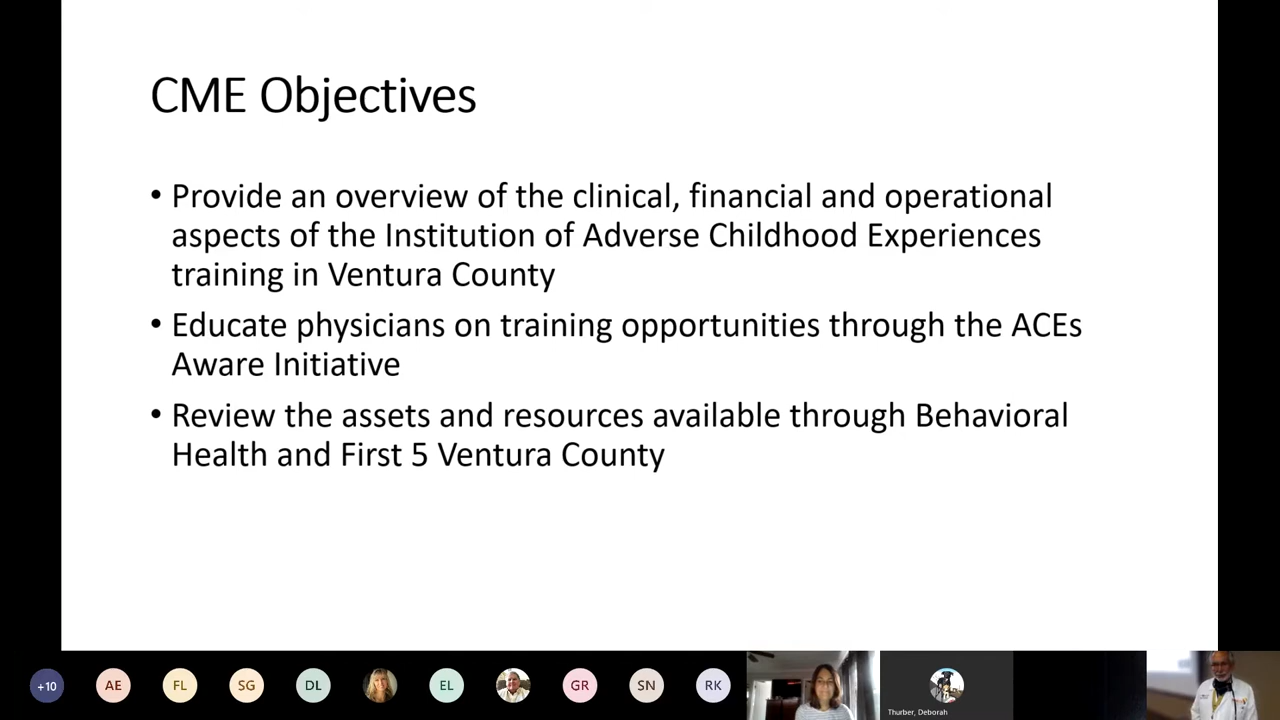 CME Objectives
• Provide an overview of the clinical, financial and operational
aspects of the Institution of Adverse Childhood Experiences
training in Ventura County
• Educate physicians on training opportunities through the ACEs
Aware Initiative
• Review the assets and resources available through Behavioral
Health and First 5 Ventura County
+10
AE
FL
SG
DL
EL
GR
SN
RK
Thurber, Deborah